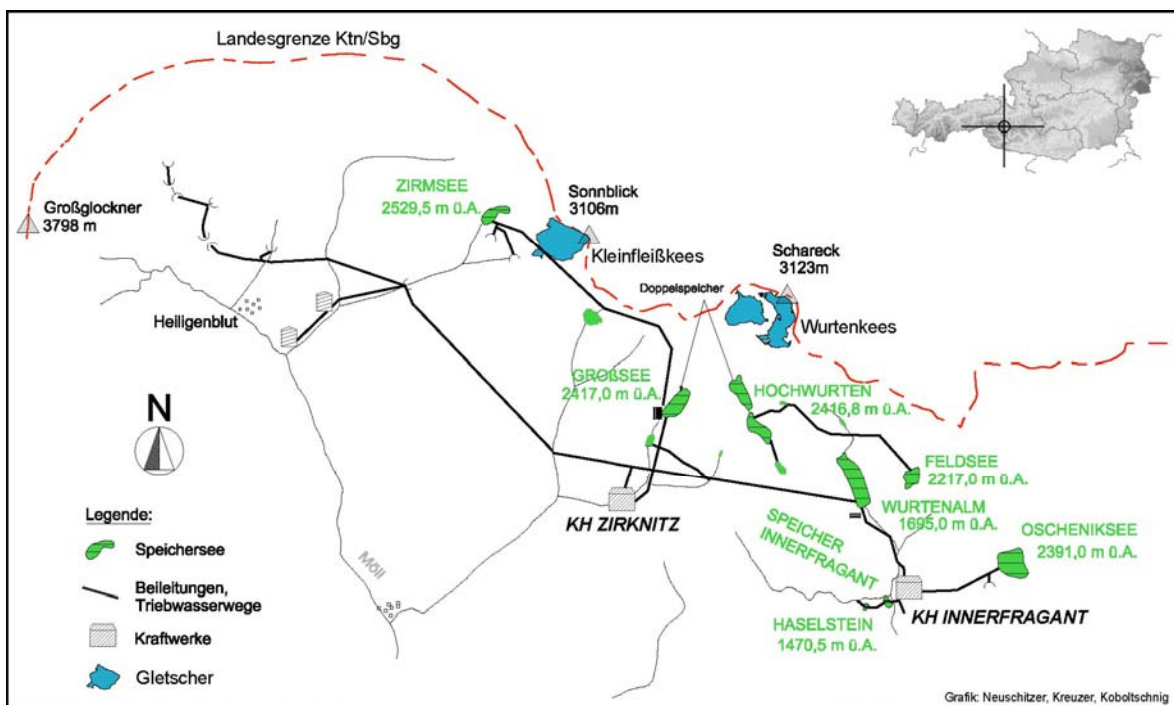 Landesgrenze Ktn/Sbg
Großglockner
3798 m
ZIRMSEE
2529,5 m ü.A.
Sonnblick
3106m
Kleinfleißkees
Schareck
3123m
Doppelspeicher
Wurtenkees
Heiligenblut
GROßSEE
2417,0 m ü.A.
HOCHWURTEN
2416,8 m ü.A.
N
FELDSEE
2217,0 m ü.A.
KH ZIRKNITZ
WURTENALM
1695,0 m ü.A.
SPEICHER
INNERFRAGANT
OSCHENIKSEE
2391,0 m ü.A.
Möll
HASELSTEIN
1470,5 m ü.A.
KH INNERFRAGANT
Legende:
Speichersee
Beileitungen,
Triebwasserwege
Kraftwerke
Gletscher
Grafik: Neuschitzer, Kreuzer, Koboltschnig